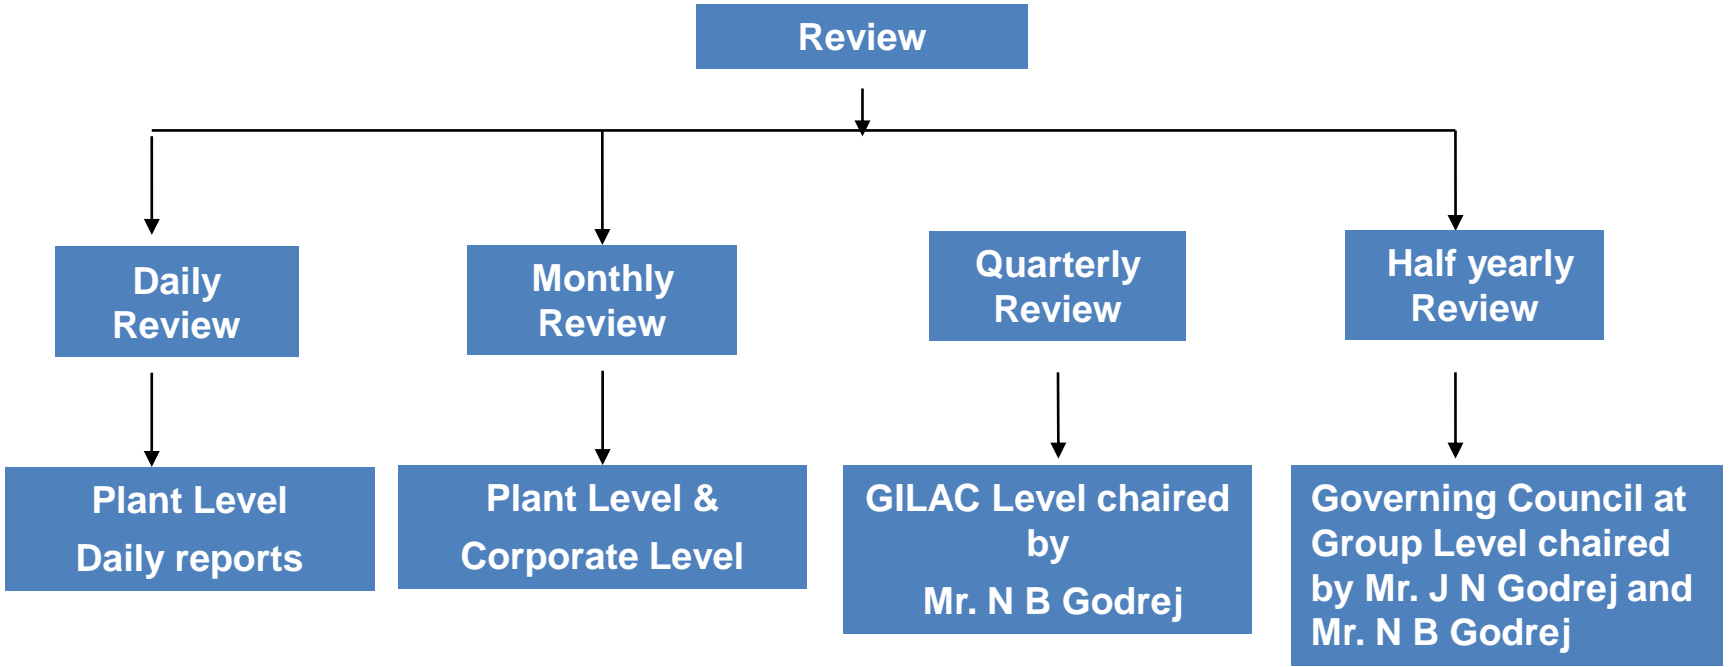 Review
Daily
Review
Monthly
Review
Quarterly
Review
Half yearly
Review
Plant Level
Daily reports
Plant Level &
Corporate Level
GILAC Level chaired
by
Mr. N B Godrej
Governing Council at
Group Level chaired
by Mr. J N Godrej and
Mr. N B Godrej